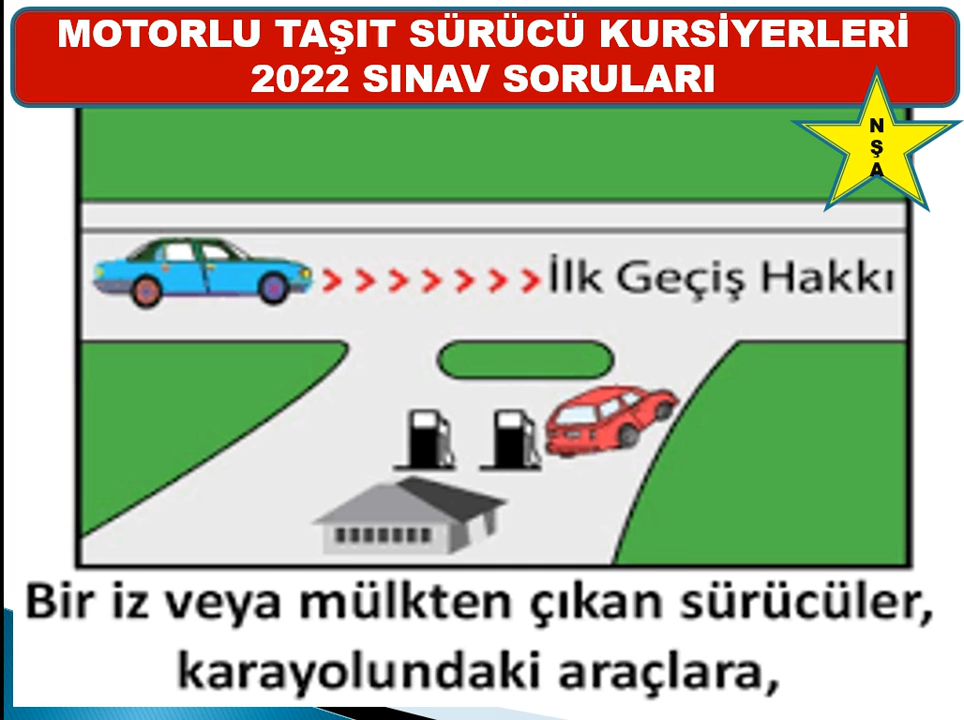 MOTORLU TAŞIT SÜRÜCÜ KURSİYERLERİ
2022 SINAV SORULARI
N
Ş
A
İlk Geçiş Hakkı
Bir iz veya mülkten çıkan sürücüler,
karayolundaki araçlara,